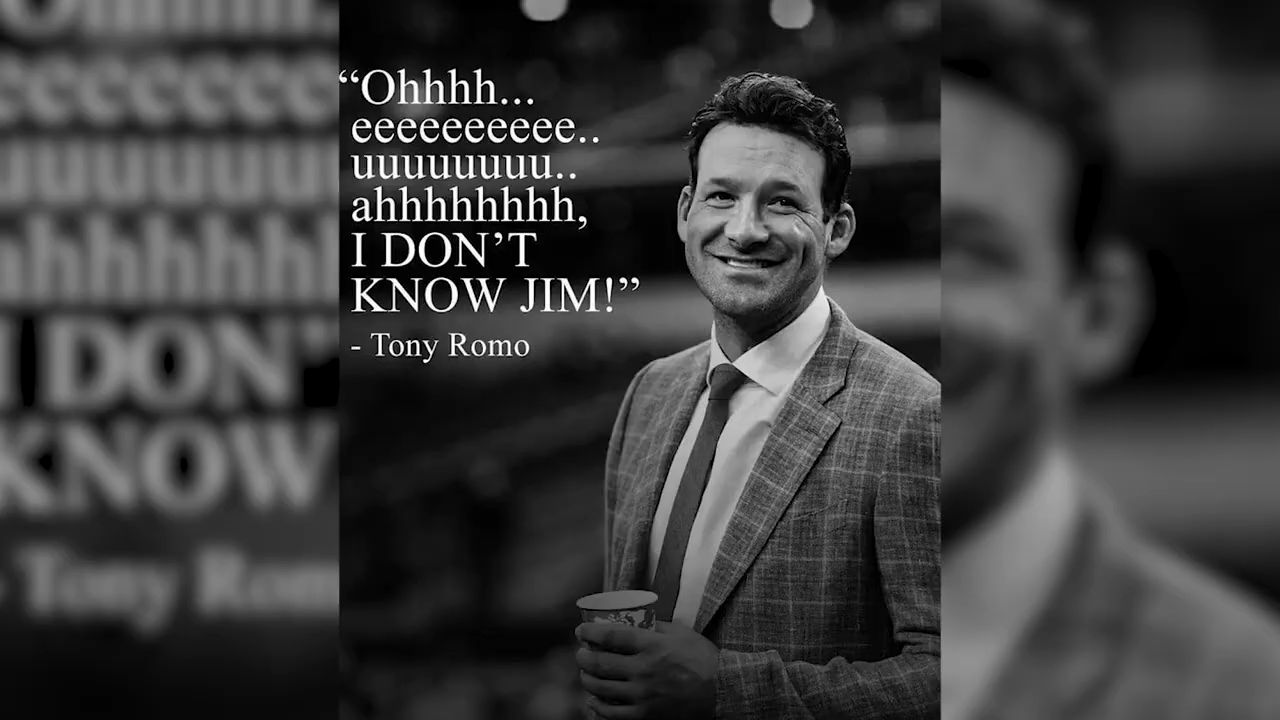 “Ohhhh...
eeeeeeeeee..
uuuuuuuu..
ahhhhhhhh,
I DON’T
KNOW JIM!”
- Tony Romo